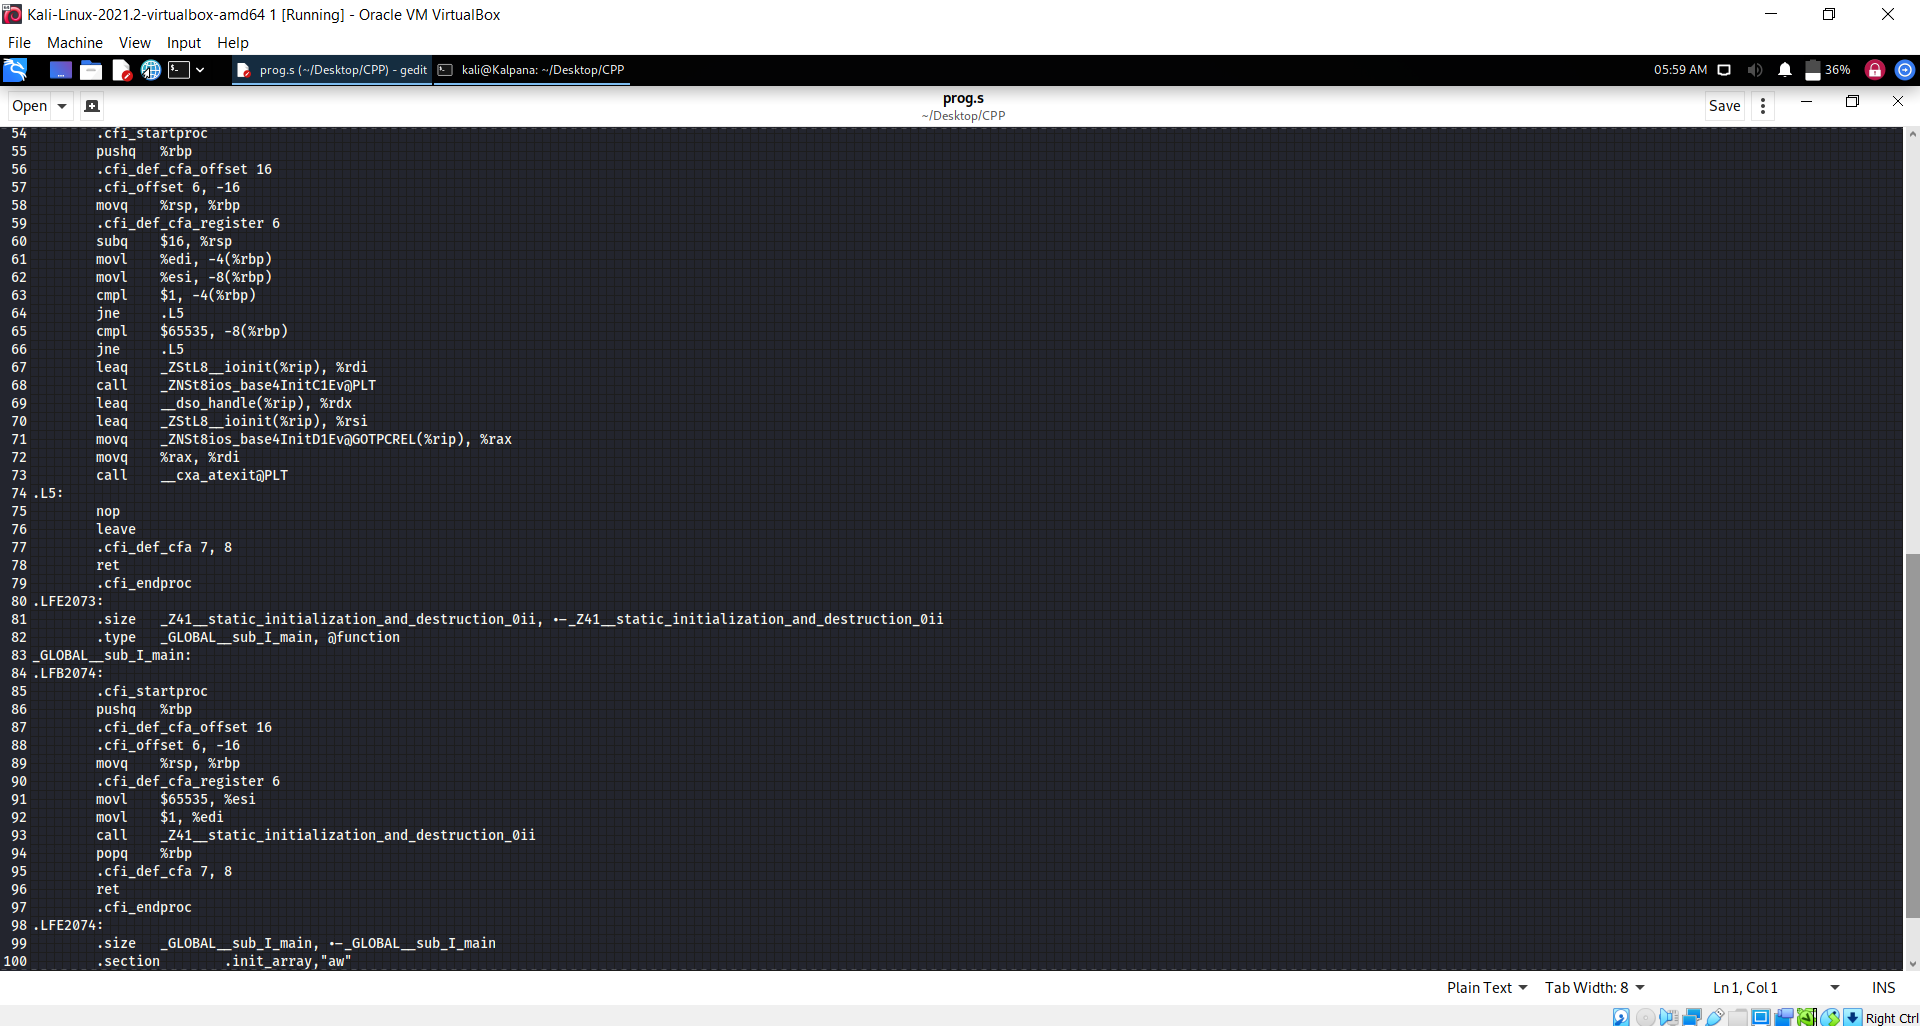 Kali-Linux-2021.2-virtualbox-amd64 1 [Running] - Oracle VM VirtualBox
File Machine View Input Help
prog.s (~/Desktop/CPP) - gedit kali@Kalpana: ~/Desktop/CPP 05:59 AM 36%
Open prog.s Save
~/Desktop/CPP
54 .cfi_startproc
55 pushq %rbp
56 .cfi_def_cfa_offset 16
57 .cfi_offset 6, -16
58 movq %rsp, %rbp
59 .cfi_def_cfa_register 6
60 subq $16, %rsp
61 movl %edi, -4(%rbp)
62 movl %esi, -8(%rbp)
63 cmpl $1, -4(%rbp)
64 jne .L5
65 cmpl $65535, -8(%rbp)
66 jne .L5
67 leaq _ZStL8__ioinit(%rip), %rdi
68 call _ZNSt8ios_base4InitC1Ev@PLT
69 leaq __dso_handle(%rip), %rdx
70 leaq _ZStL8__ioinit(%rip), %rsi
71 movq _ZNSt8ios_base4InitD1Ev@GOTPCREL(%rip), %rax
72 movq %rax, %rdi
73 call __cxa_atexit@PLT
74 .L5:
75 nop
76 leave
77 .cfi_def_cfa 7, 8
78 ret
79 .cfi_endproc
80 .LFE2073:
81 .size _Z41__static_initialization_and_destruction_0ii, .-_Z41__static_initialization_and_destruction_0ii
82 .type _GLOBAL__sub_I_main, @function
83 _GLOBAL__sub_I_main:
84 .LFB2074:
85 .cfi_startproc
86 pushq %rbp
87 .cfi_def_cfa_offset 16
88 .cfi_offset 6, -16
89 movq %rsp, %rbp
90 .cfi_def_cfa_register 6
91 movl $65535, %esi
92 movl $1, %edi
93 call _Z41__static_initialization_and_destruction_0ii
94 popq %rbp
95 .cfi_def_cfa 7, 8
96 ret
97 .cfi_endproc
98 .LFE2074:
99 .size _GLOBAL__sub_I_main, .-_GLOBAL__sub_I_main
100 .section .init_array,"aw"
Plain Text Tab Width: 8 Ln 1, Col 1 INS
Right Ctrl